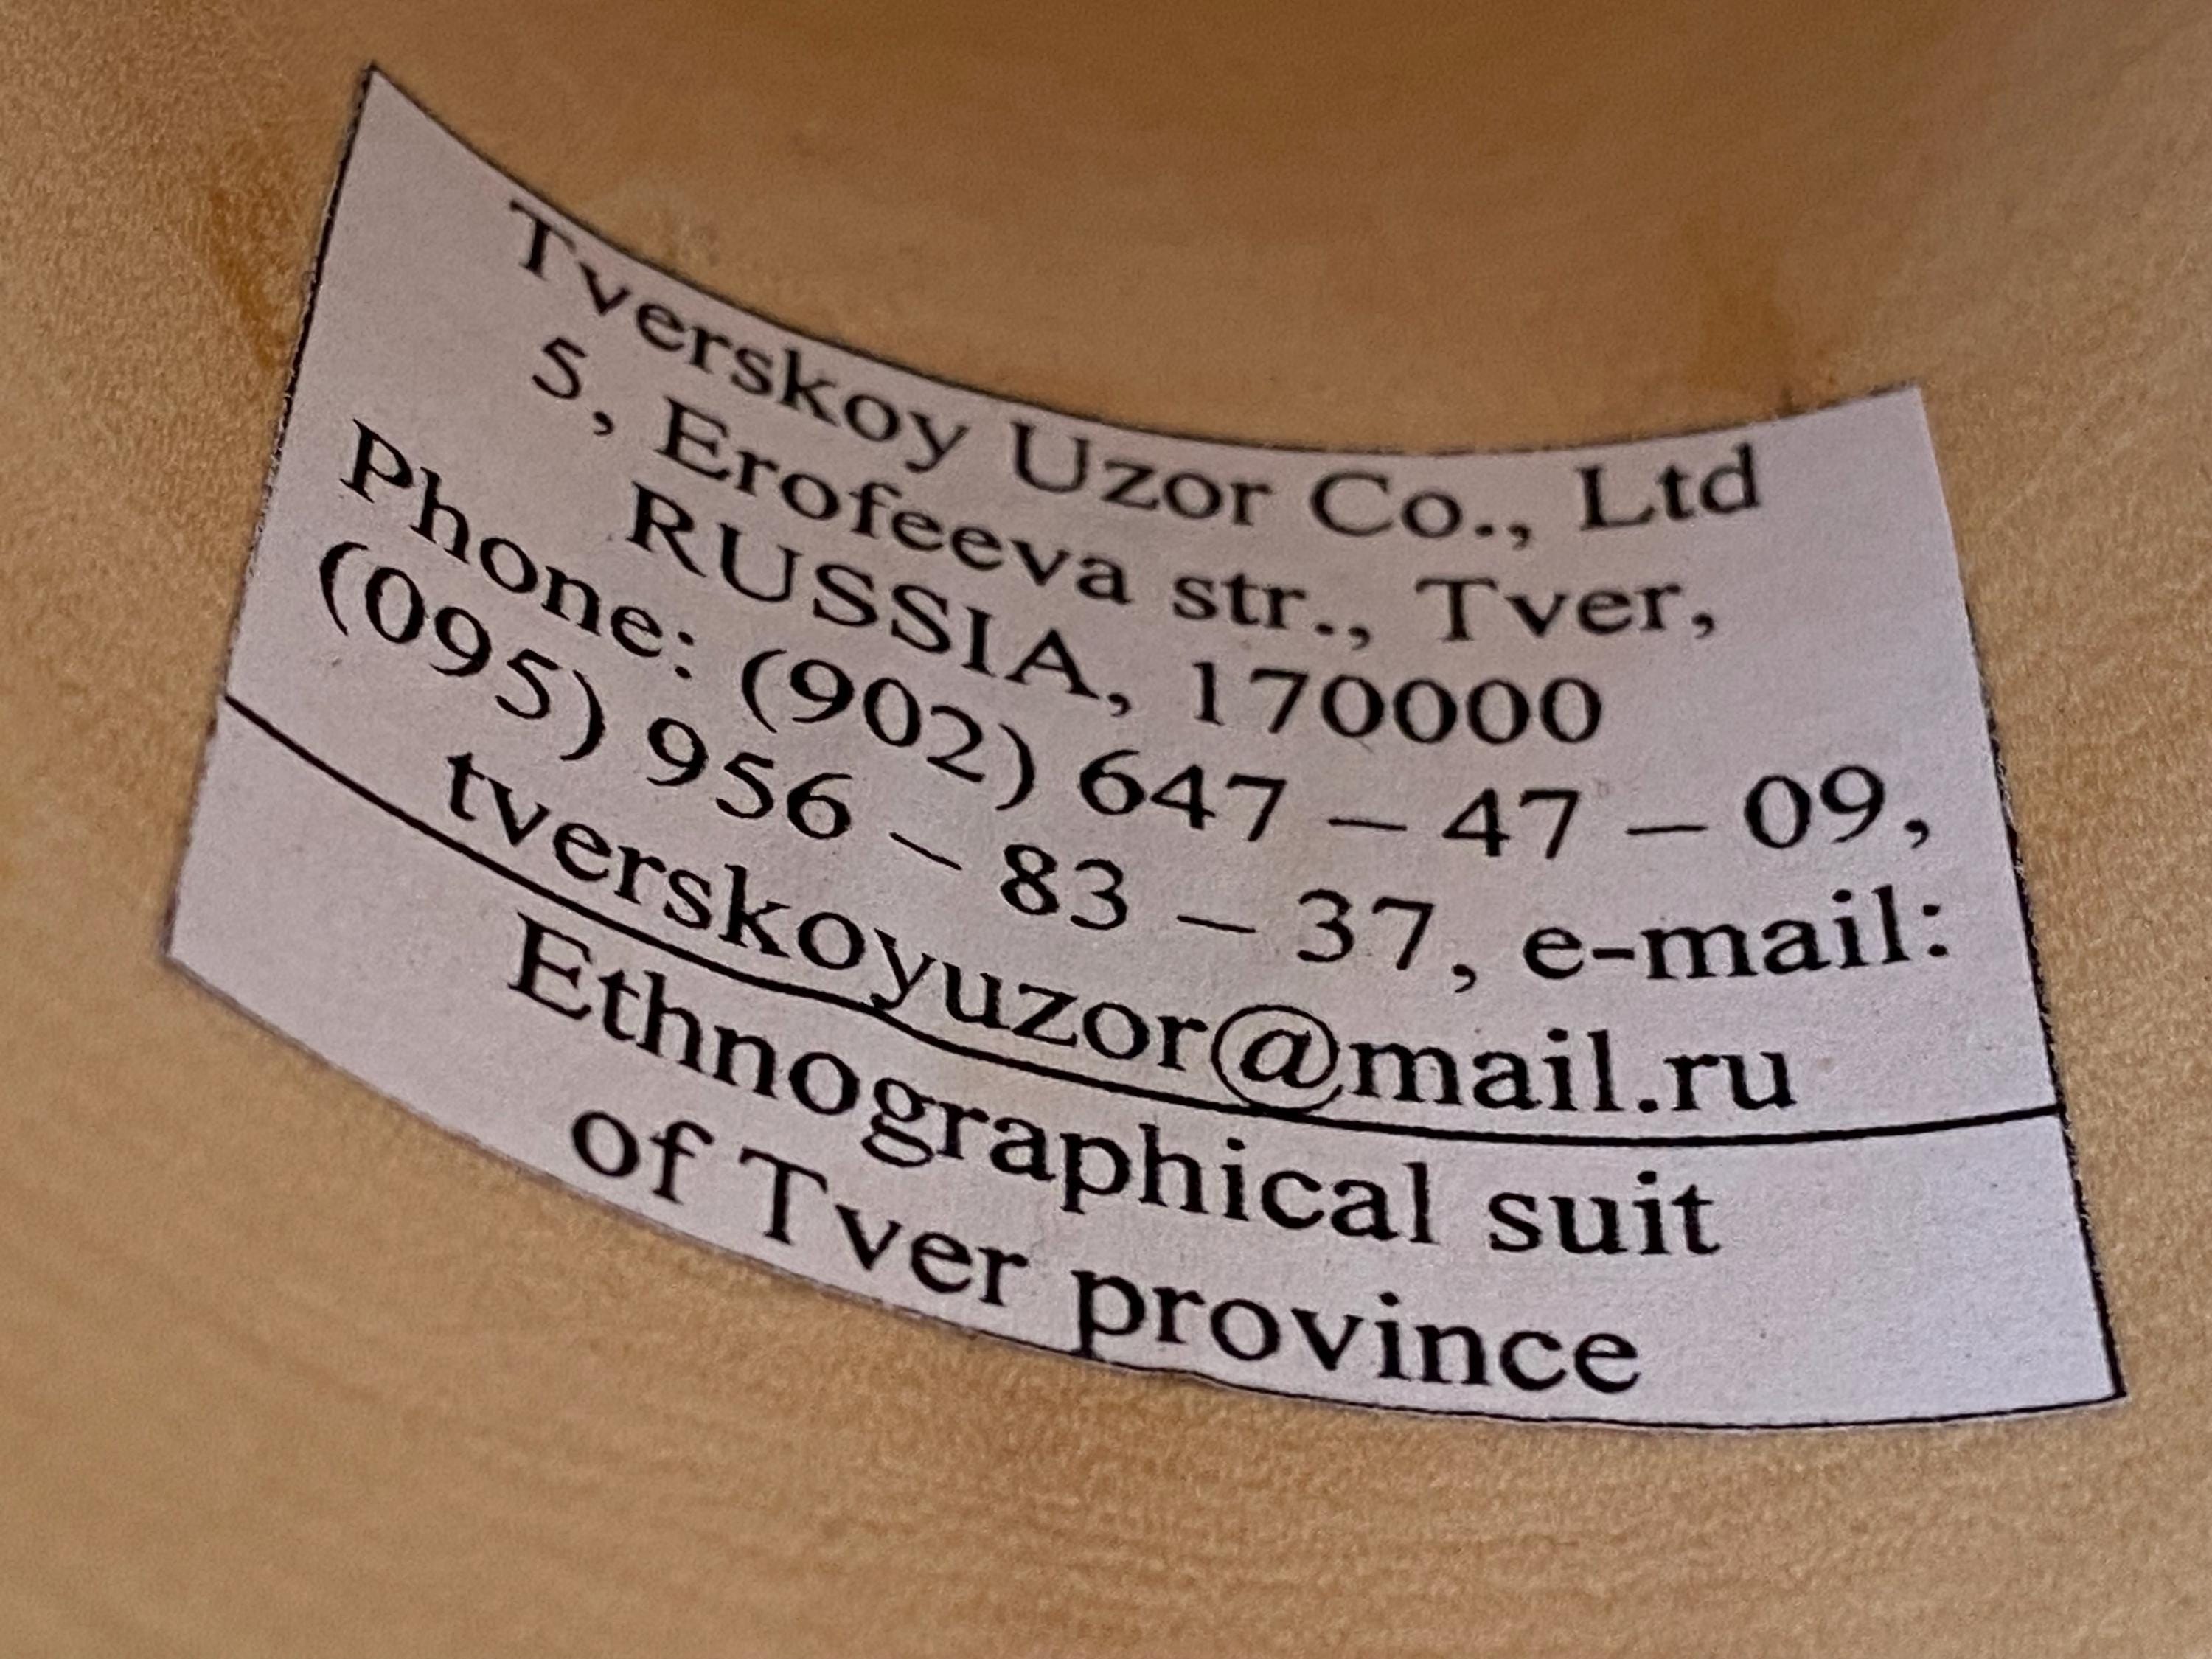 Tverskoy Uzor Co., Ltd
5, Erofeeva str., Tver,
RUSSIA, 170000
Phone: (902) 647 – 47 – 09,
(095) 956 – 83 – 37, e-mail:
tverskoyuzor@mail.ru
Ethnographical suit
of Tver province